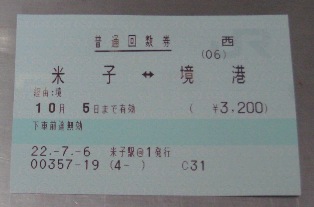 普通回数券 西
(06)
米子 ↔ 境港
経由:境
10月 5日まで有効 ( ¥3,200)
下車前途無効
22.-7.-6 米子駅@1発行
00357-19 (4- ) C31